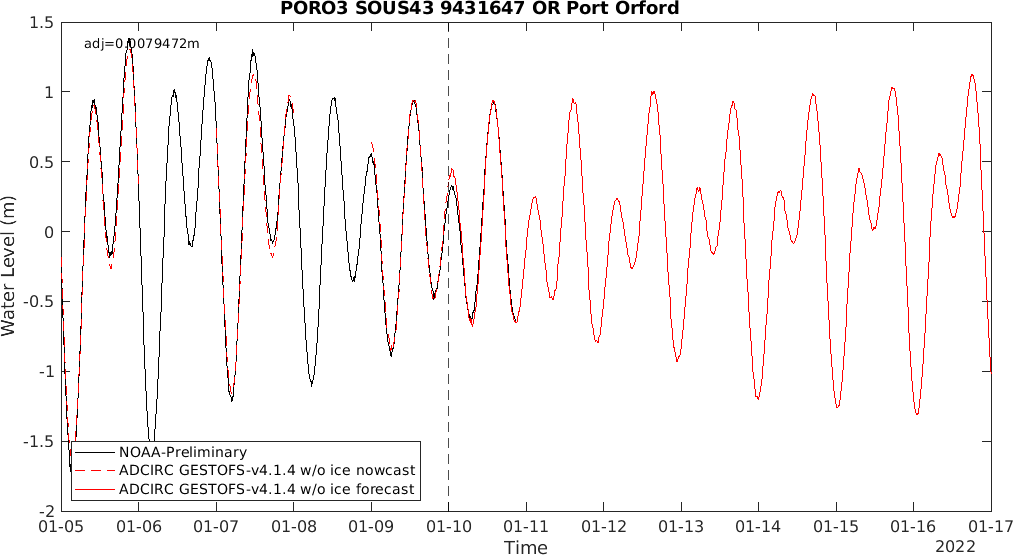 PORO3 SOUS43 9431647 OR Port Orford
adj=0.0079472m
1.5
1
0.5
0
-0.5
-1
-1.5
-2
Water Level (m)
NOAA-Preliminary
ADCIRC GESTOFS-v4.1.4 w/o ice nowcast
ADCIRC GESTOFS-v4.1.4 w/o ice forecast
01-05 01-06 01-07 01-08 01-09 01-10 01-11 01-12 01-13 01-14 01-15 01-16 01-17
Time
2022